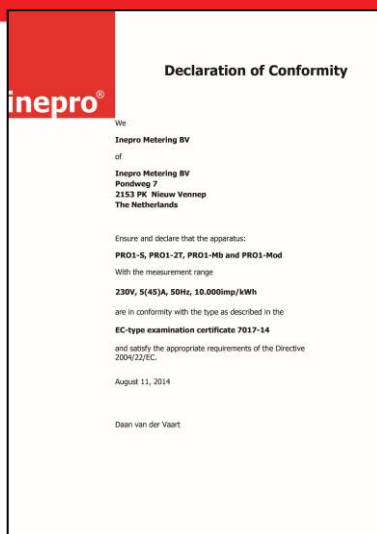 inepro®
Declaration of Conformity
We
Inepro Metering BV
of
Inepro Metering BV
Pondweg 7
2153 PK Nieuw Vennep
The Netherlands
Ensure and declare that the apparatus:
PRO1-S, PRO1-2T, PRO1-Mb and PRO1-Mod
With the measurement range
230V, 5(45)A, 50Hz, 10.000imp/kWh
are in conformity with the type as described in the
EC-type examination certificate 7017-14
and satisfy the appropriate requirements of the Directive
2004/22/EC.
August 11, 2014
Daan van der Vaart